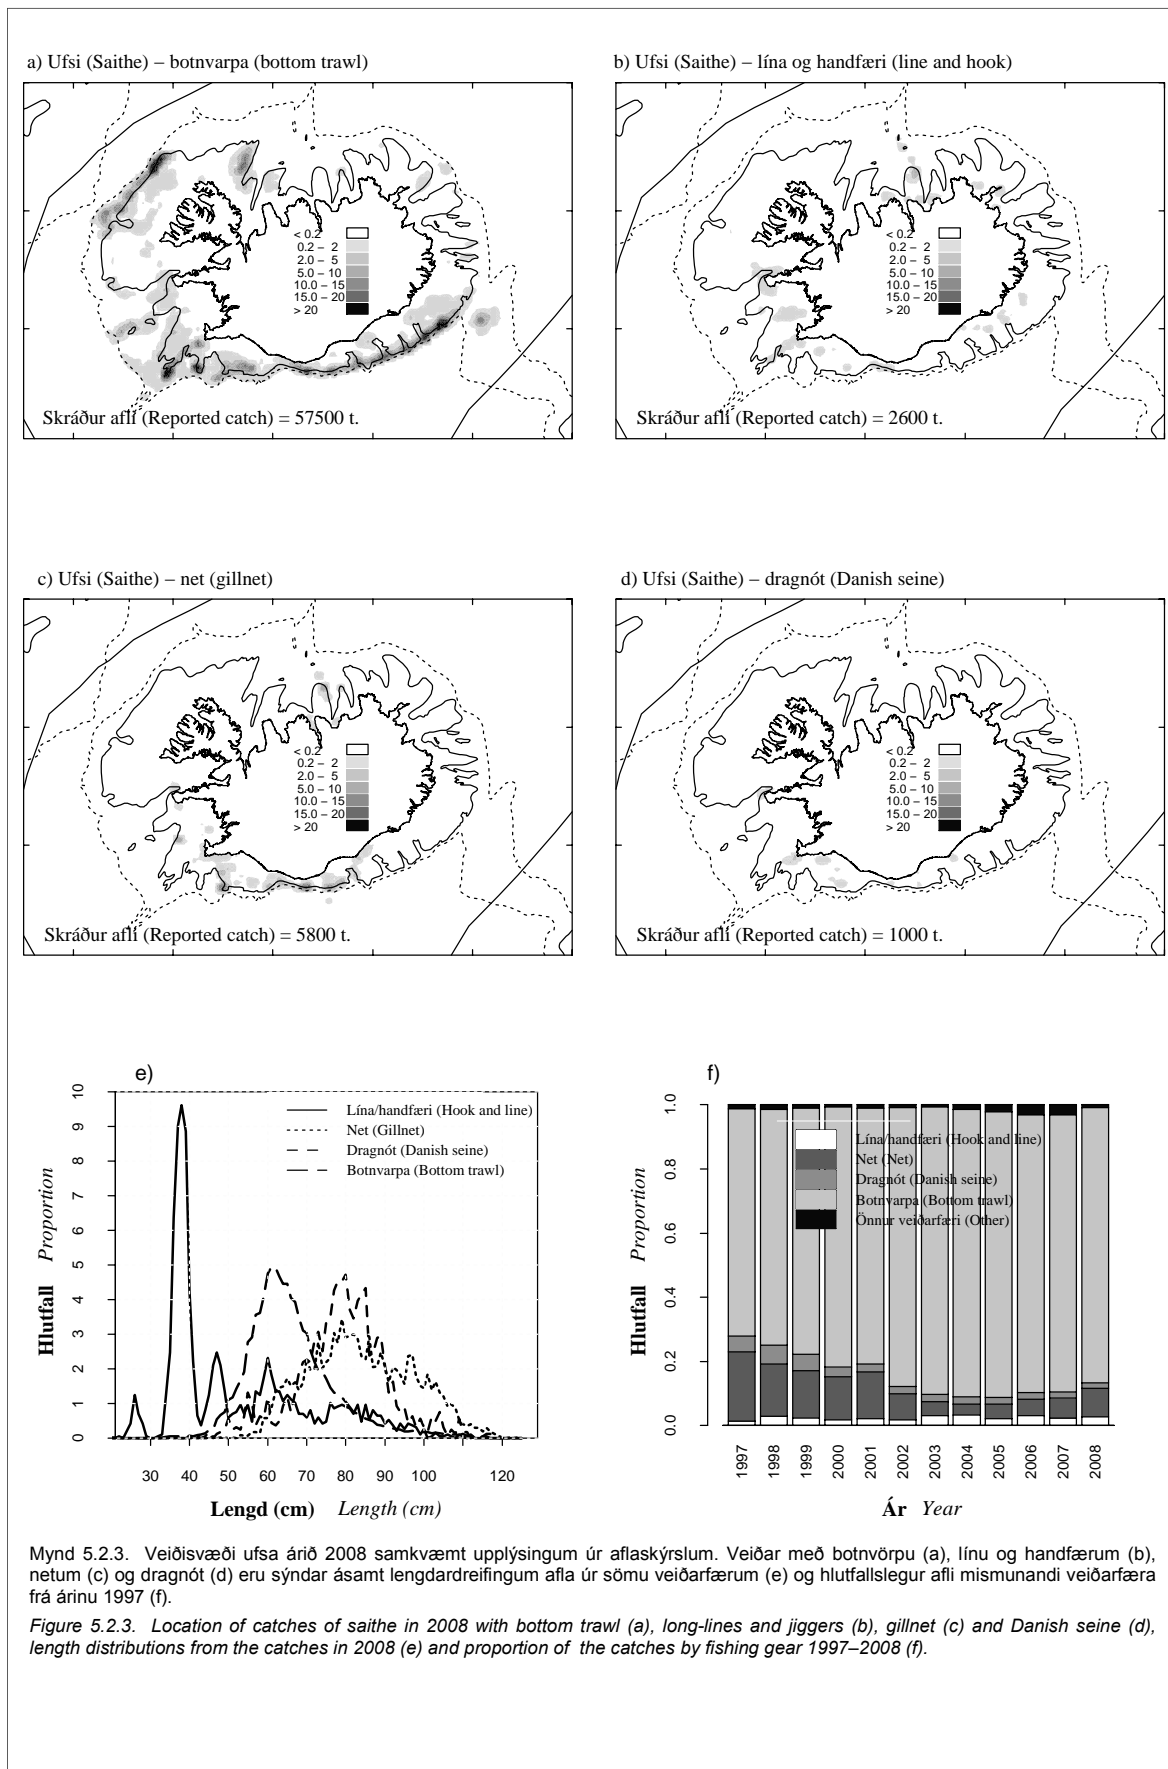 a) Ufsi (Saithe) – botnvarpa (bottom trawl)
< 0.2
0.2 – 2
2.0 – 5
5.0 – 10
10.0 – 15
15.0 – 20
> 20
Skráður afli (Reported catch) = 57500 t.
b) Ufsi (Saithe) – lína og handfæri (line and hook)
< 0.2
0.2 – 2
2.0 – 5
5.0 – 10
10.0 – 15
15.0 – 20
> 20
Skráður afli (Reported catch) = 2600 t.
c) Ufsi (Saithe) – net (gillnet)
< 0.2
0.2 – 2
2.0 – 5
5.0 – 10
10.0 – 15
15.0 – 20
> 20
Skráður afli (Reported catch) = 5800 t.
d) Ufsi (Saithe) – dragnót (Danish seine)
< 0.2
0.2 – 2
2.0 – 5
5.0 – 10
10.0 – 15
15.0 – 20
> 20
Skráður afli (Reported catch) = 1000 t.
e)
Lína/handfæri (Hook and line)
Net (Gillnet)
Dragnót (Danish seine)
Botnvarpa (Bottom trawl)
10
9
8
7
6
5
4
3
2
1
0
Hlutfall Proportion
30 40 50 60 70 80 90 100 120
Lengd (cm) Length (cm)
f)
Lína/handfæri (Hook and line)
Net (Net)
Dragnót (Danish seine)
Botnvarpa (Bottom trawl)
Önnur veiðarfæri (Other)
1.0
0.8
0.6
0.4
0.2
0.0
Hlutfall Proportion
1997 1998 1999 2000 2001 2002 2003 2004 2005 2006 2007 2008
Ár Year
Mynd 5.2.3. Veiðisvæði ufsa árið 2008 samkvæmt upplýsingum úr aflaskýrslum. Veiðar með botnvörpu (a), línu og handfærum (b),
netum (c) og dragnót (d) eru sýndar ásamt lengdardreifingum afla úr sömu veiðarfærum (e) og hlutfallslegur afli mismunandi veiðarfæra
frá árinu 1997 (f).
Figure 5.2.3. Location of catches of saithe in 2008 with bottom trawl (a), long-lines and jiggers (b), gillnet (c) and Danish seine (d),
length distributions from the catches in 2008 (e) and proportion of the catches by fishing gear 1997–2008 (f).